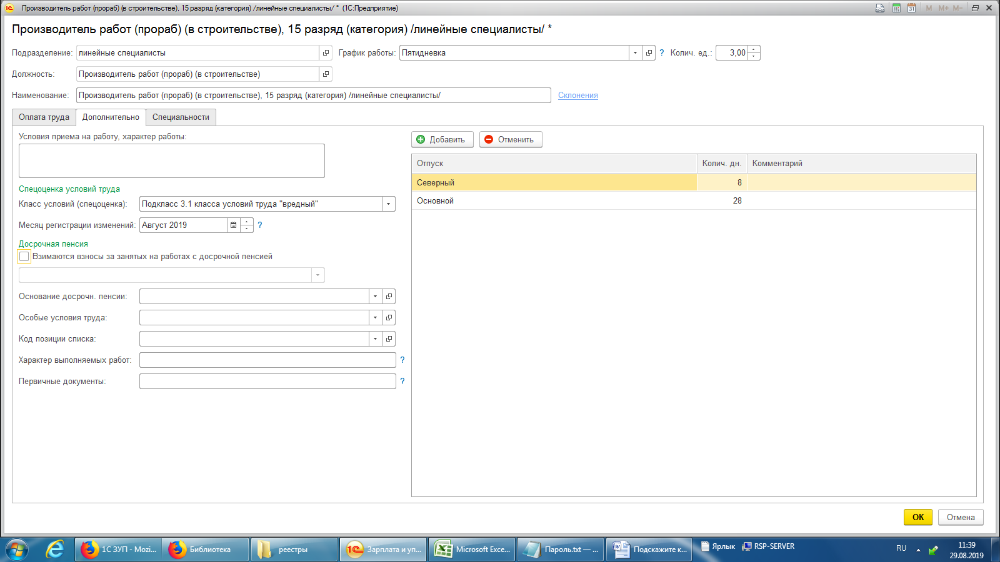 Производитель работ (прораб) (в строительстве), 15 разряд (категория) /линейные специалисты/ * (1С:Предприятие)
M M+ M-
Производитель работ (прораб) (в строительстве), 15 разряд (категория) /линейные специалисты/ *
Подразделение: линейные специалисты График работы: Пятидневка ? Колич. ед.: 3,00
Должность: Производитель работ (прораб) (в строительстве)
Наименование: Производитель работ (прораб) (в строительстве), 15 разряд (категория) /линейные специалисты/ Склонения
Оплата труда Дополнительно Специальности
Условия приема на работу, характер работы:
Спецоценка условий труда
Класс условий (спецоценка): Подкласс 3.1 класса условий труда "вредный"
Месяц регистрации изменений: Август 2019 ?
Досрочная пенсия
Взимаются взносы за занятых на работах с досрочной пенсией
Основание досрочн. пенсии:
Особые условия труда:
Код позиции списка:
Характер выполняемых работ: ?
Первичные документы: ?
Добавить Отменить
Отпуск Колич. дн. Комментарий
Северный 8
Основной 28
ОК Отмена
1С ЗУП - Mozi... Библиотека реестры Зарплата и уп... Microsoft Exce... Пароль.txt — ... Подскажите к... Ярлык RSP-SERVER RU 11:39
29.08.2019